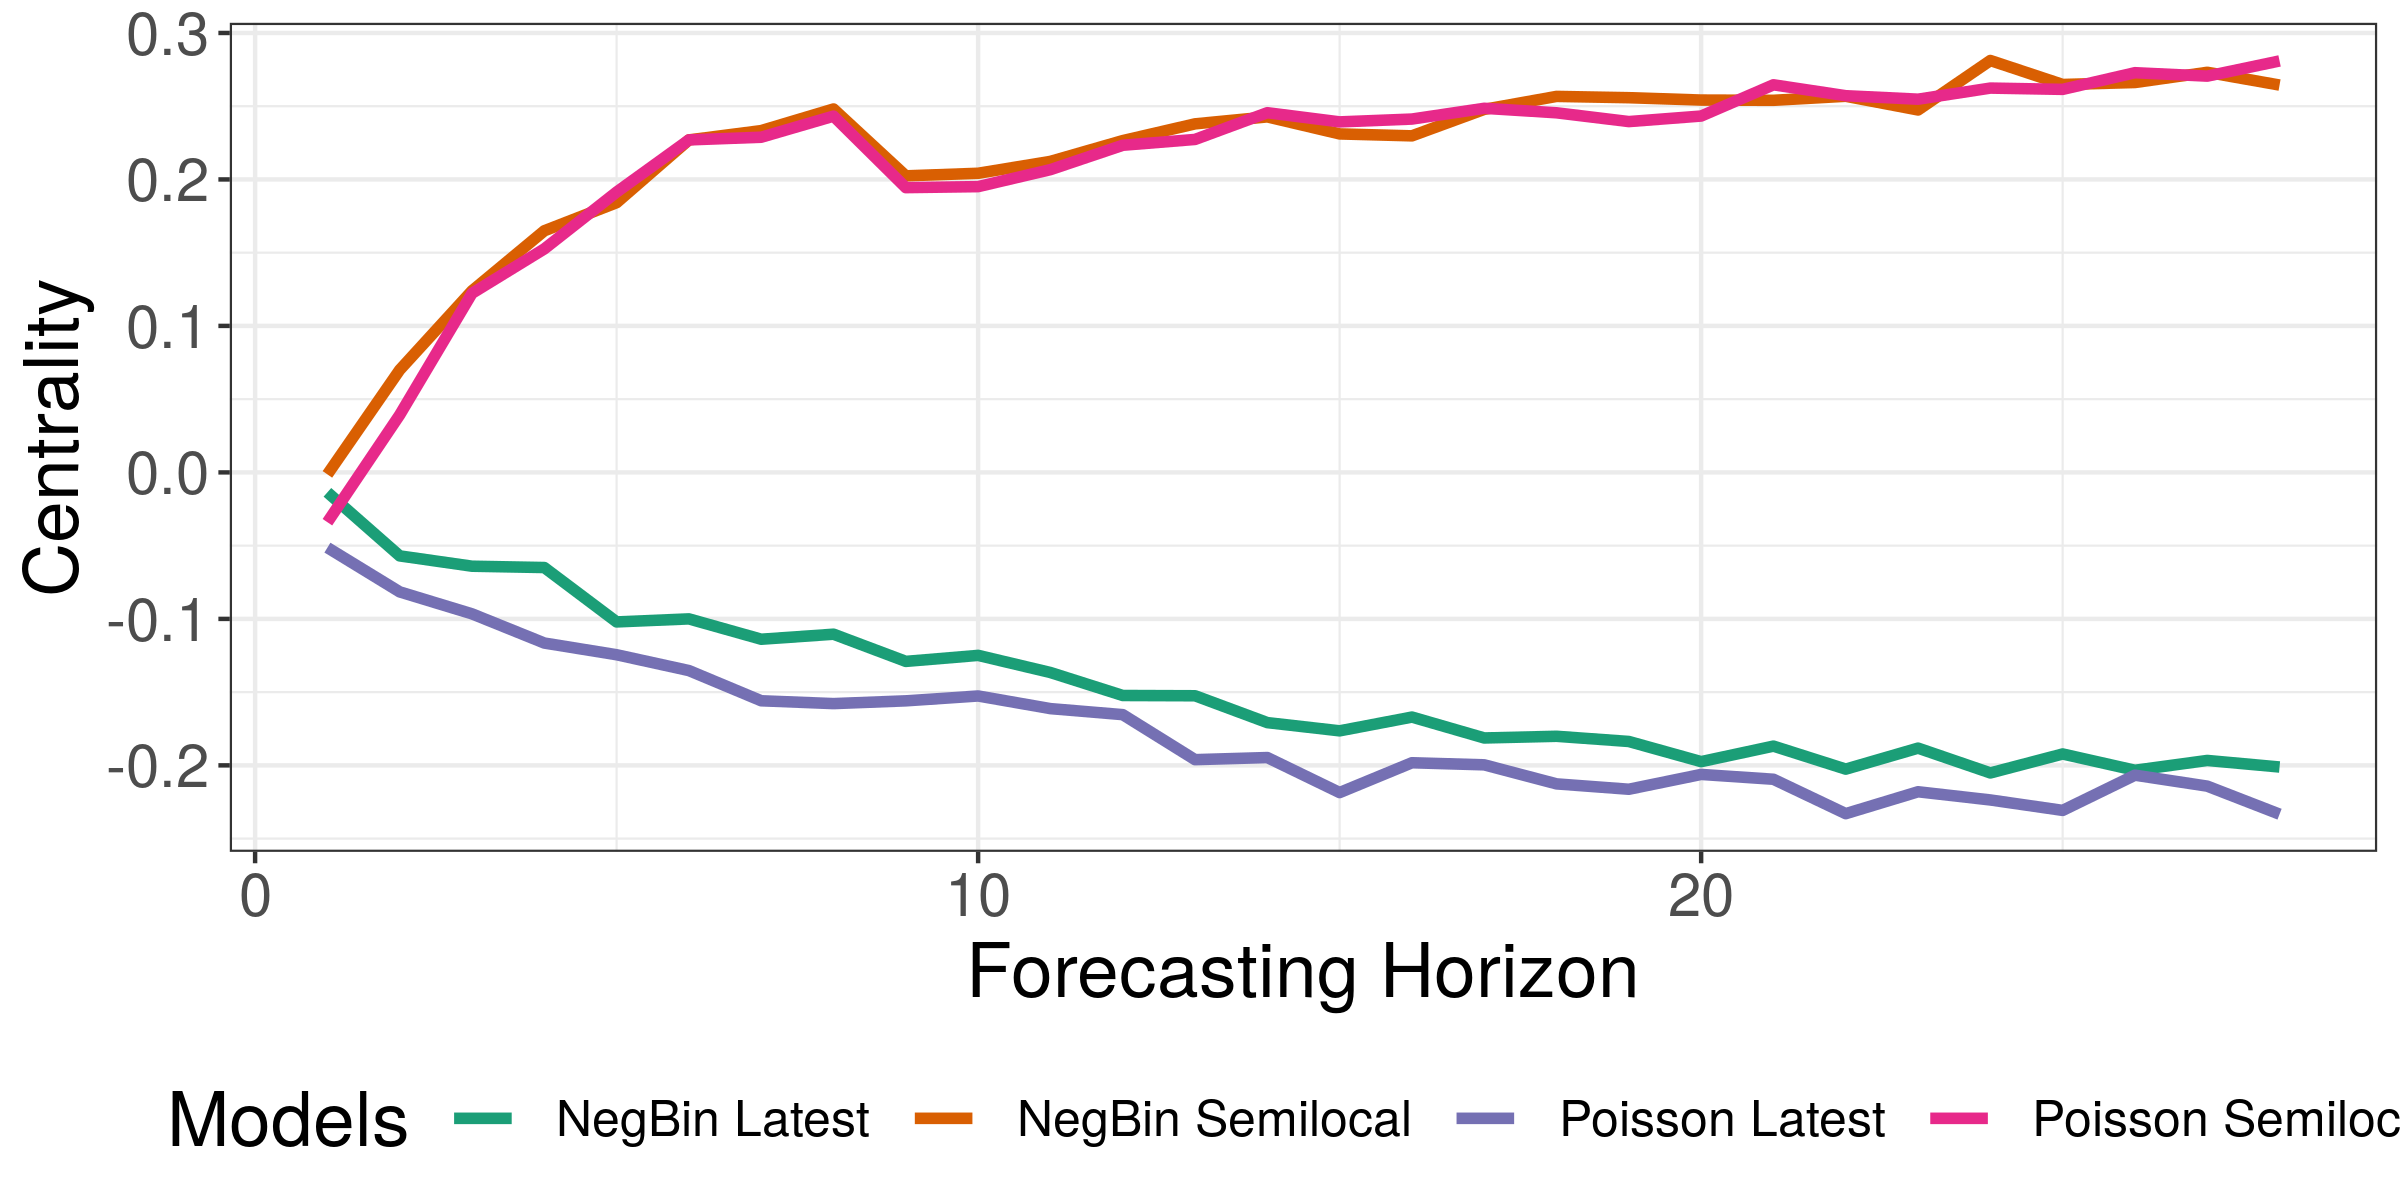 0.3
0.2
0.1
0.0
-0.1
-0.2
Centrality
0 10 20
Forecasting Horizon
Models NegBin Latest NegBin Semilocal Poisson Latest Poisson Semiloc